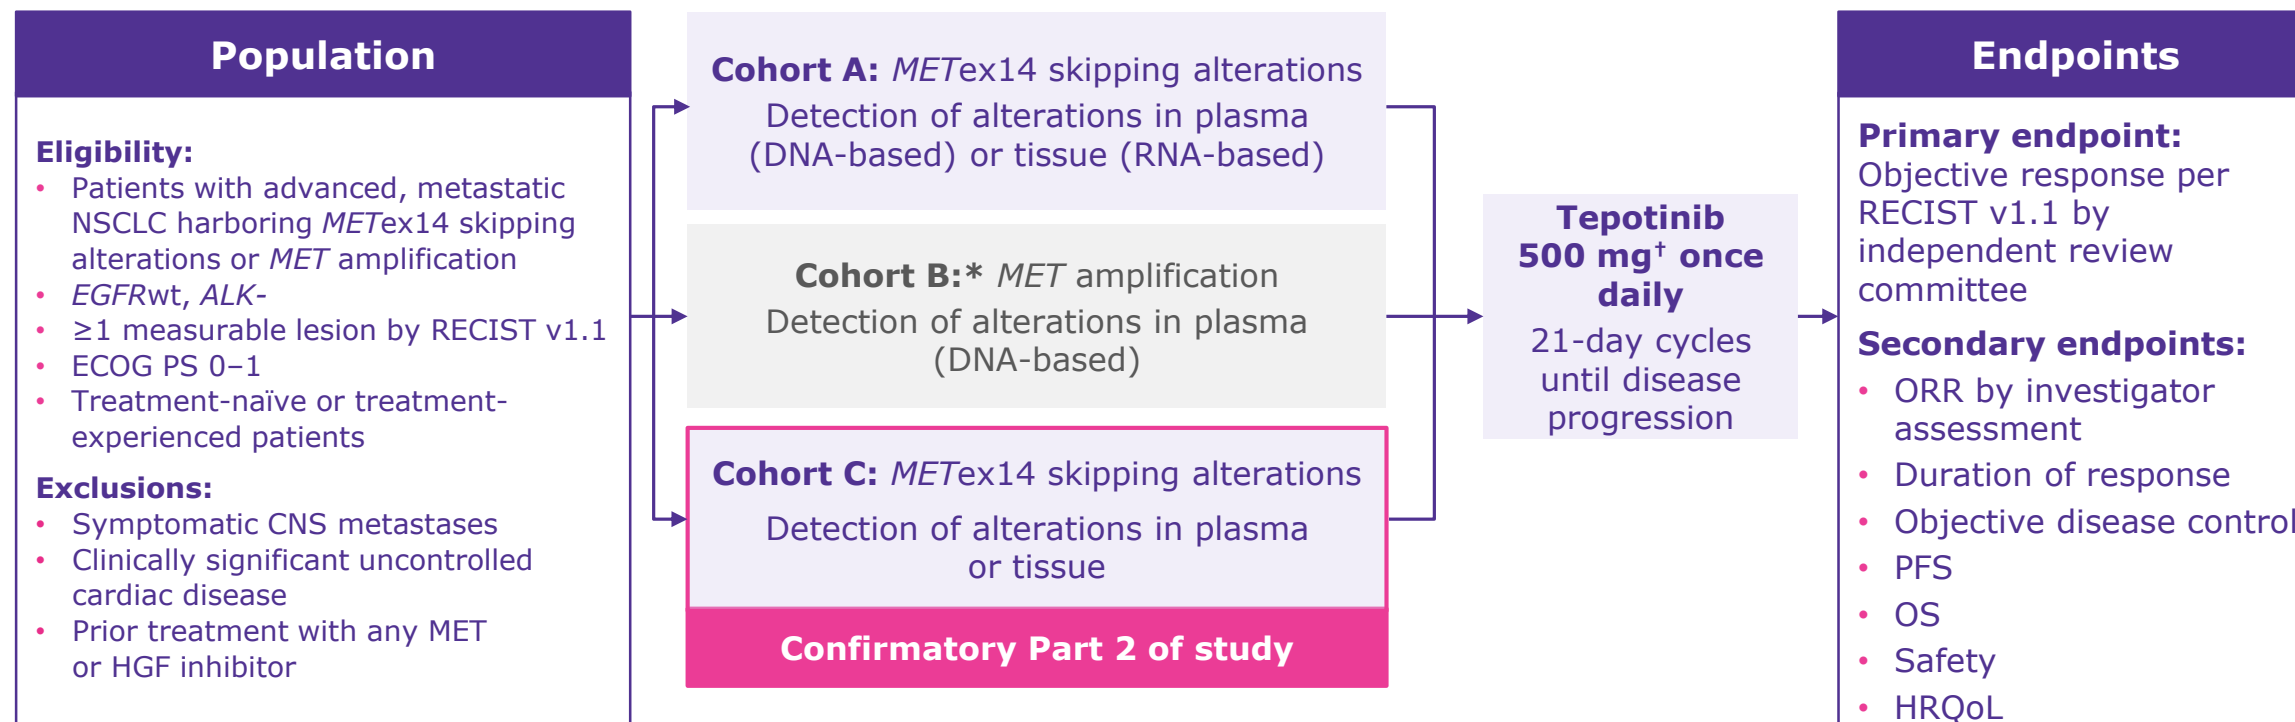 Population
Eligibility:
• Patients with advanced, metastatic
NSCLC harboring METex14 skipping
alterations or MET amplification
• EGFRwt, ALK-
• ≥1 measurable lesion by RECIST v1.1
• ECOG PS 0–1
• Treatment-naïve or treatment-
experienced patients
Exclusions:
• Symptomatic CNS metastases
• Clinically significant uncontrolled
cardiac disease
• Prior treatment with any MET
or HGF inhibitor
Cohort A: METex14 skipping alterations
Detection of alterations in plasma
(DNA-based) or tissue (RNA-based)
Cohort B:* MET amplification
Detection of alterations in plasma
(DNA-based)
Cohort C: METex14 skipping alterations
Detection of alterations in plasma
or tissue
Confirmatory Part 2 of study
Tepotinib
500 mg† once
daily
21-day cycles
until disease
progression
Endpoints
Primary endpoint:
Objective response per
RECIST v1.1 by
independent review
committee
Secondary endpoints:
• ORR by investigator
assessment
• Duration of response
• Objective disease control
• PFS
• OS
• Safety
• HRQoL